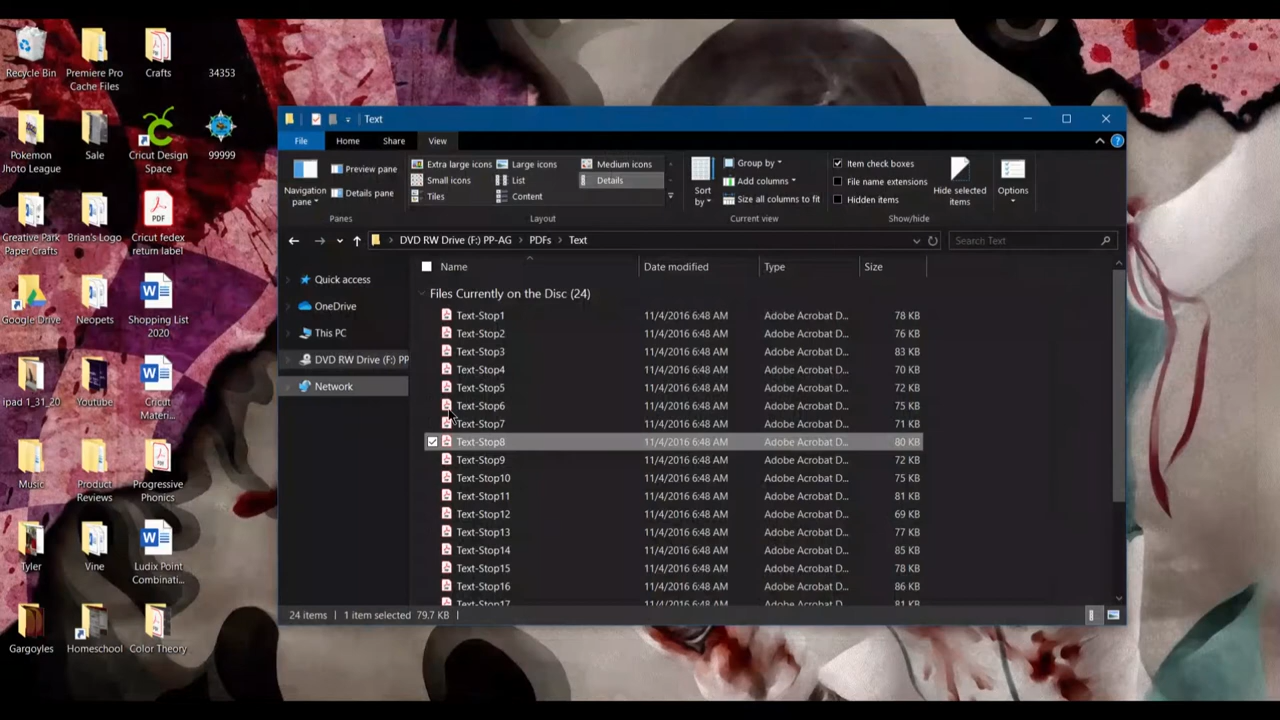 Recycle Bin
Premiere Pro
Cache Files
Crafts
34353
Pokemon
Jhoto League
Sale
Cricut Design
Space
99999
Creative Park
Paper Crafts
Brian's Logo
PDF
Cricut fedex
return label
Google Drive
Neopets
Shopping List
2020
ipad 1_31_20
Youtube
Cricut
Materi...
Music
Product
Reviews
Progressive
Phonics
Tyler
Vine
Ludix Point
Combinati...
Gargoyles
Homeschool
Color Theory
Text
File Home Share View
Navigation
pane
Preview pane
Details pane
Panes
Extra large icons Large icons Medium icons
Small icons List Details
Tiles Content
Layout
Sort
by
Group by
Add columns
Size all columns to fit
Current view
Item check boxes
File name extensions
Hidden items
Hide selected
items
Show/hide
Options
DVD RW Drive (F:) PP-AG > PDFs > Text
Search Text
Quick access
OneDrive
This PC
DVD RW Drive (F:) PP
Network
Name Date modified Type Size
Files Currently on the Disc (24)
Text-Stop1 11/4/2016 6:48 AM Adobe Acrobat D... 78 KB
Text-Stop2 11/4/2016 6:48 AM Adobe Acrobat D... 76 KB
Text-Stop3 11/4/2016 6:48 AM Adobe Acrobat D... 83 KB
Text-Stop4 11/4/2016 6:48 AM Adobe Acrobat D... 70 KB
Text-Stop5 11/4/2016 6:48 AM Adobe Acrobat D... 72 KB
Text-Stop6 11/4/2016 6:48 AM Adobe Acrobat D... 75 KB
Text-Stop7 11/4/2016 6:48 AM Adobe Acrobat D... 71 KB
Text-Stop8 11/4/2016 6:48 AM Adobe Acrobat D... 80 KB
Text-Stop9 11/4/2016 6:48 AM Adobe Acrobat D... 72 KB
Text-Stop10 11/4/2016 6:48 AM Adobe Acrobat D... 75 KB
Text-Stop11 11/4/2016 6:48 AM Adobe Acrobat D... 81 KB
Text-Stop12 11/4/2016 6:48 AM Adobe Acrobat D... 69 KB
Text-Stop13 11/4/2016 6:48 AM Adobe Acrobat D... 77 KB
Text-Stop14 11/4/2016 6:48 AM Adobe Acrobat D... 85 KB
Text-Stop15 11/4/2016 6:48 AM Adobe Acrobat D... 78 KB
Text-Stop16 11/4/2016 6:48 AM Adobe Acrobat D... 86 KB
Text-Stop17 11/4/2016 6:48 AM Adobe Acrobat D... 81 KB
24 items 1 item selected 79.7 KB